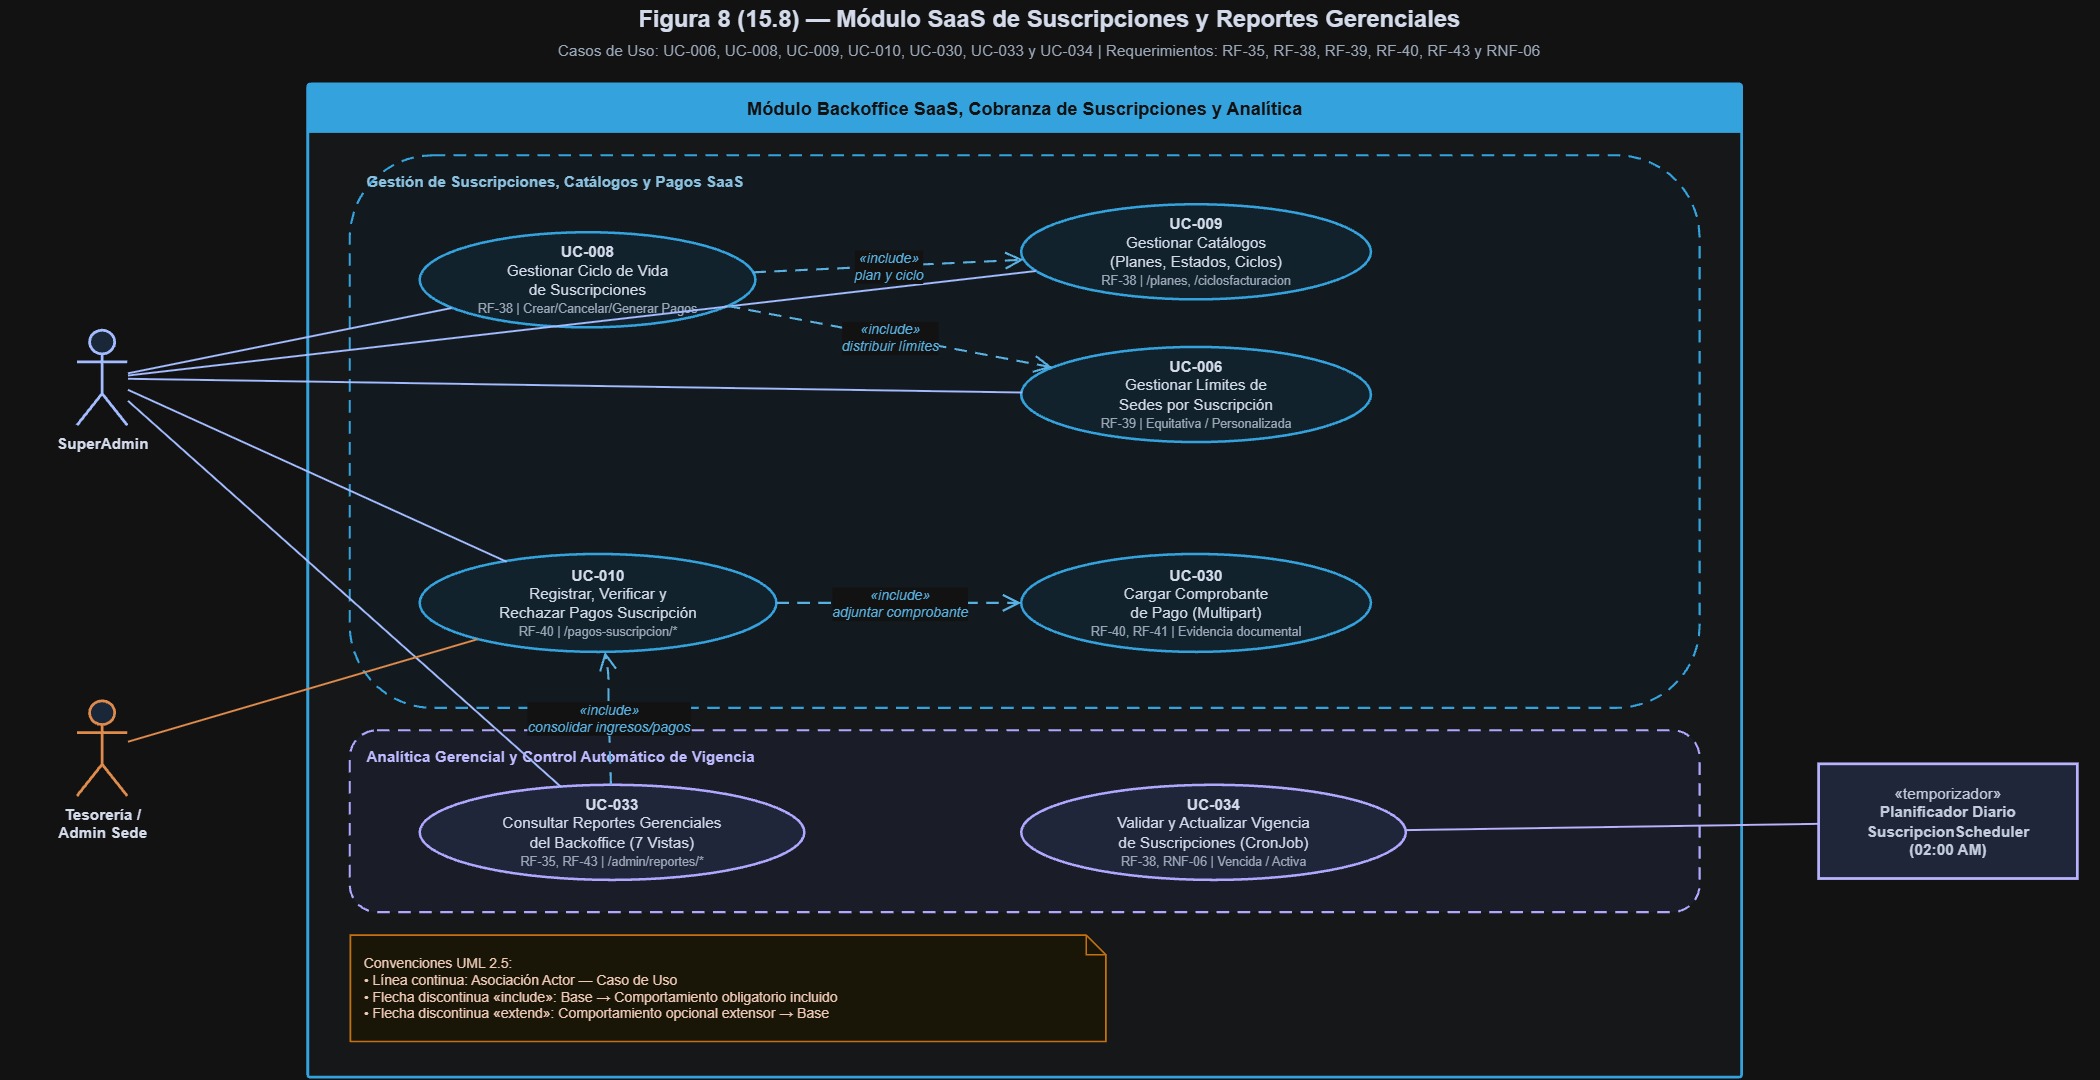 Figura 8 (15.8) — Módulo SaaS de Suscripciones y Reportes Gerenciales
Casos de Uso: UC-006, UC-008, UC-009, UC-010, UC-030, UC-033 y UC-034 | Requerimientos: RF-35, RF-38, RF-39, RF-40, RF-43 y RNF-06
Módulo Backoffice SaaS, Cobranza de Suscripciones y Analítica
Gestión de Suscripciones, Catálogos y Pagos SaaS
UC-008
Gestionar Ciclo de Vida
de Suscripciones
RF-38 | Crear/Cancelar/Generar Pagos
«include»
plan y ciclo
UC-009
Gestionar Catálogos
(Planes, Estados, Ciclos)
RF-38 | /planes, /ciclosfacturacion
«include»
distribuir límites
UC-006
Gestionar Límites de
Sedes por Suscripción
RF-39 | Equitativa / Personalizada
SuperAdmin
UC-010
Registrar, Verificar y
Rechazar Pagos Suscripción
RF-40 | /pagos-suscripcion/*
«include»
adjuntar comprobante
UC-030
Cargar Comprobante
de Pago (Multipart)
RF-40, RF-41 | Evidencia documental
«include»
consolidar ingresos/pagos
Tesorería /
Admin Sede
Analítica Gerencial y Control Automático de Vigencia
UC-033
Consultar Reportes Gerenciales
del Backoffice (7 Vistas)
RF-35, RF-43 | /admin/reportes/*
UC-034
Validar y Actualizar Vigencia
de Suscripciones (CronJob)
RF-38, RNF-06 | Vencida / Activa
«temporizador»
Planificador Diario
SuscripcionScheduler
(02:00 AM)
Convenciones UML 2.5:
• Línea continua: Asociación Actor — Caso de Uso
• Flecha discontinua «include»: Base → Comportamiento obligatorio incluido
• Flecha discontinua «extend»: Comportamiento opcional extensor → Base